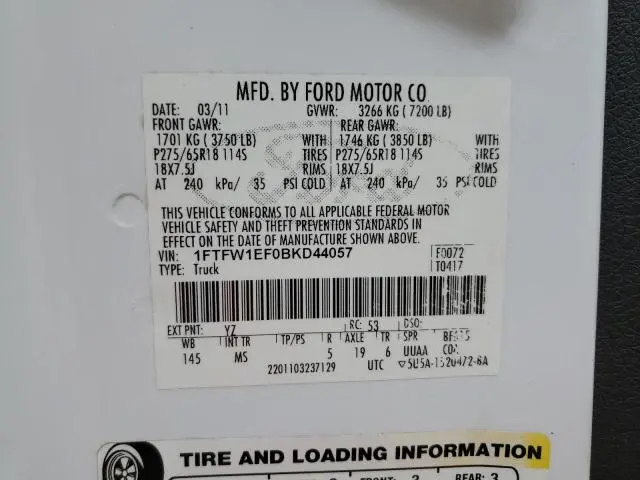 MFD. BY FORD MOTOR CO.
DATE: 03/11 GVWR: 3266 KG ( 7200 LB)
FRONT GAWR: REAR GAWR:
1701 KG ( 3750 LB) WITH 1746 KG ( 3850 LB) WITH
P275/65R18 114S TIRES P275/65R18 114S TIRES
18X7.5J RIMS 18X7.5J RIMS
AT 240 kPa/ 35 PSI COLD AT 240 kPa/ 35 PSI COLD
THIS VEHICLE CONFORMS TO ALL APPLICABLE FEDERAL MOTOR
VEHICLE SAFETY AND THEFT PREVENTION STANDARDS IN
EFFECT ON THE DATE OF MANUFACTURE SHOWN ABOVE.
VIN: 1FTFW1EF0BKD44057 F0072
TYPE: Truck T0417
EXT PNT: YZ RC: 53 DSO:
WB INT TR TP/PS R AXLE TR SPR
145 MS 5 19 6 UUAA
2201103237129 UTC
TIRE AND LOADING INFORMATION
FRONT: REAR: 3